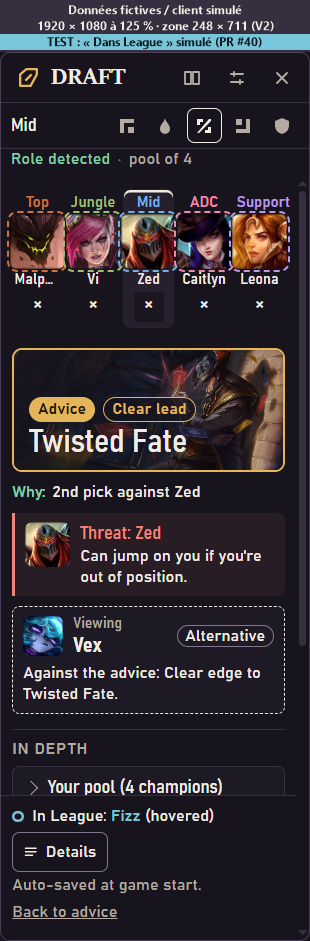 Données fictives / client simulé
1920 × 1080 à 125 % · zone 248 × 711 (V2)
TEST : « Dans League » simulé (PR #40)
DRAFT
Mid
Role detected · pool of 4
Top Jungle Mid ADC Support
Malp... Vi Zed Caitlyn Leona
× × × × ×
Advice Clear lead
Twisted Fate
Why: 2nd pick against Zed
Threat: Zed
Can jump on you if you're
out of position.
Viewing
Vex
Alternative
Against the advice: Clear edge to
Twisted Fate.
IN DEPTH
Your pool (4 champions)
In League: Fizz (hovered)
Details
Auto-saved at game start.
Back to advice